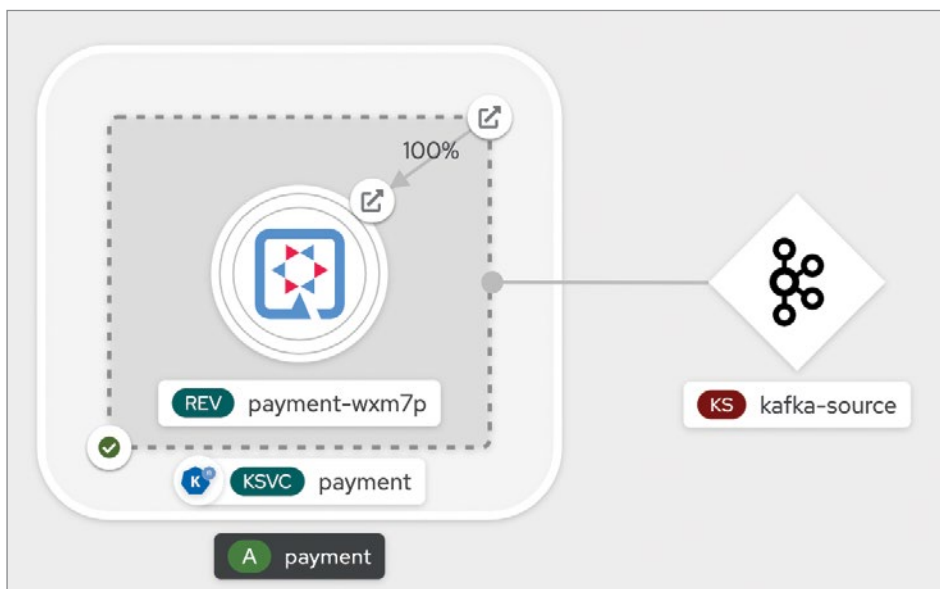 100%
REV payment-wxm7p
KS kafka-source
K
KSVC payment
A payment